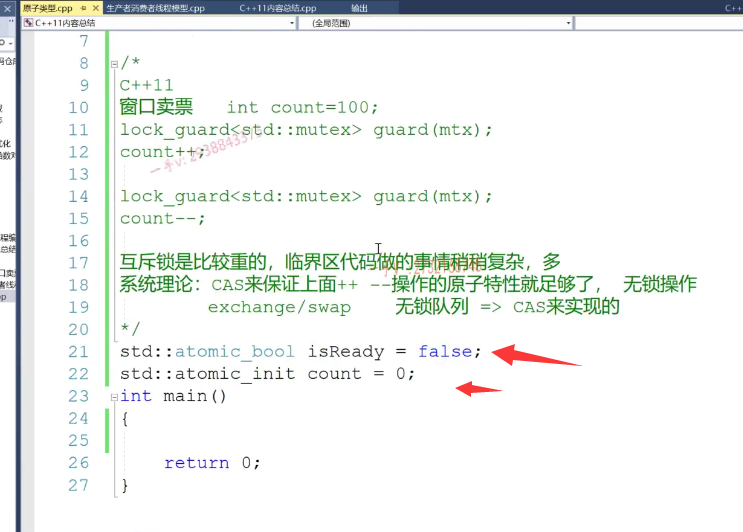 原子类型.cpp 生产者消费者线程模型.cpp C++11内容总结.cpp 输出
C++11内容总结 (全局范围)
7
8 /*
9 C++11
10 窗口卖票 int count=100;
11 lock_guard<std::mutex> guard(mtx);
12 count++;
13
14 lock_guard<std::mutex> guard(mtx);
15 count--;
16
17 互斥锁是比较重的，临界区代码做的事情稍稍复杂，多
18 系统理论：CAS来保证上面++ --操作的原子特性就足够了， 无锁操作
19 exchange/swap 无锁队列 => CAS来实现的
20 */
21 std::atomic_bool isReady = false;
22 std::atomic_init count = 0;
23 int main()
24 {
25
26 return 0;
27 }